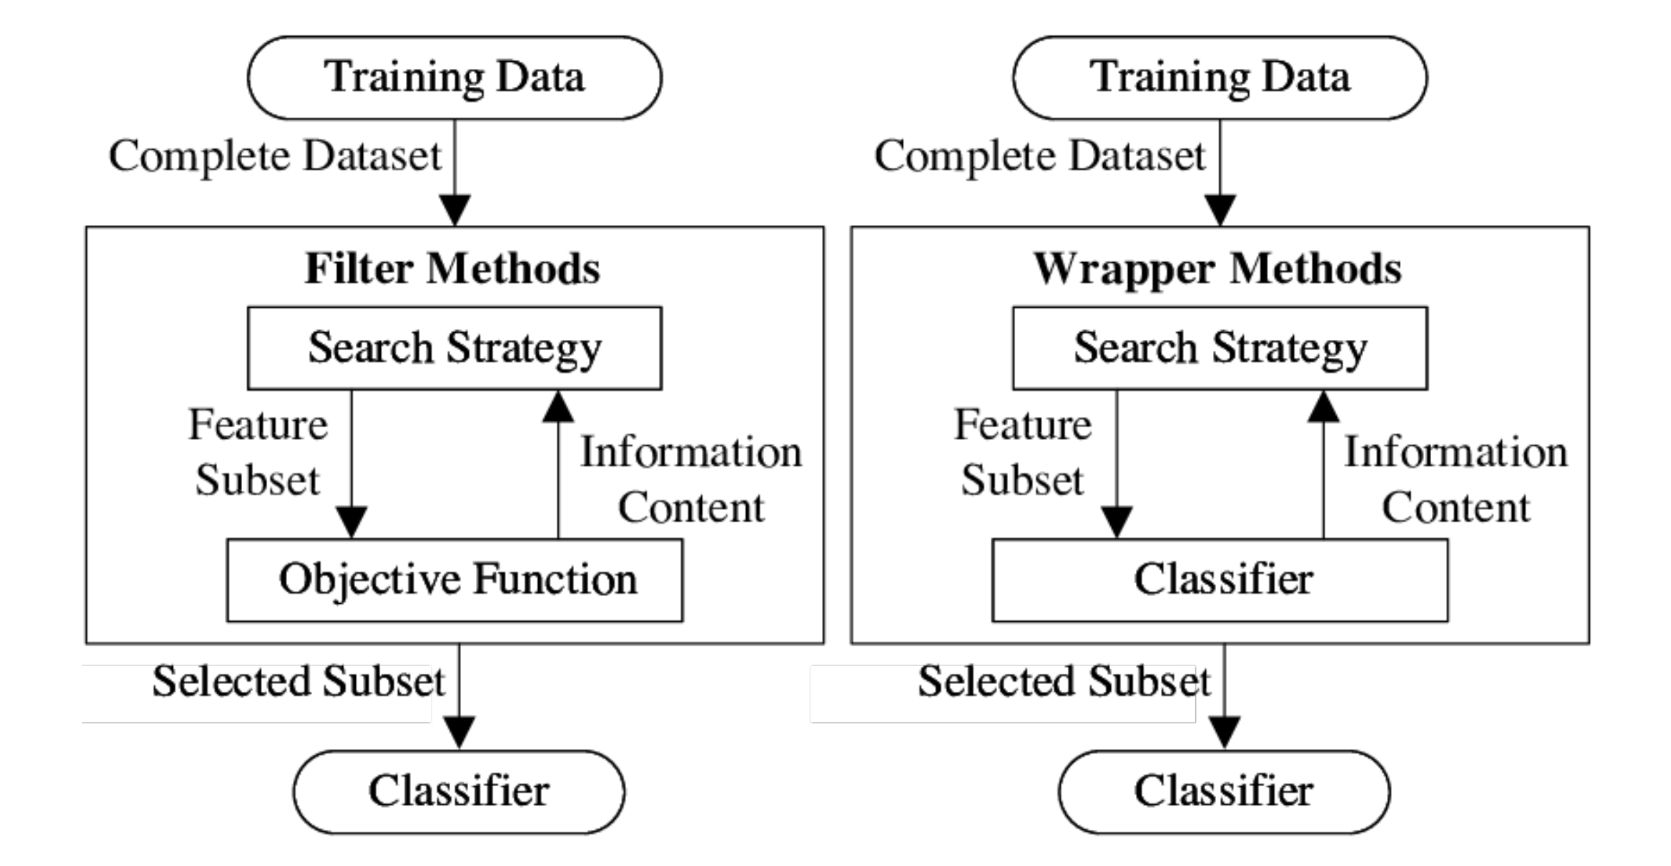 Training Data
Complete Dataset
Filter Methods
Search Strategy
Feature
Subset
Information
Content
Objective Function
Selected Subset
Classifier
Training Data
Complete Dataset
Wrapper Methods
Search Strategy
Feature
Subset
Information
Content
Classifier
Selected Subset
Classifier